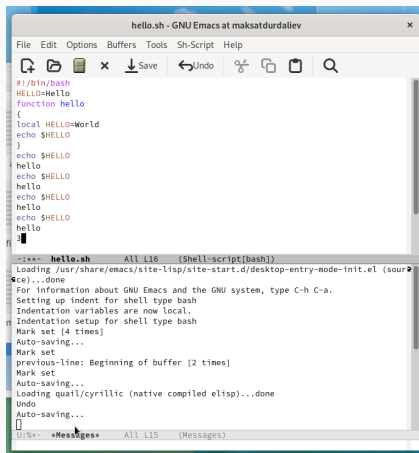 hello.sh - GNU Emacs at maksatdurdaliev
File Edit Options Buffers Tools Sh-Script Help
Save Undo
#!/bin/bash
HELLO=Hello
function hello
{
local HELLO=World
echo $HELLO
}
echo $HELLO
hello
echo $HELLO
hello
echo $HELLO
hello
echo $HELLO
hello
3
-:**- hello.sh All L16 (Shell-script[bash])
Loading /usr/share/emacs/site-lisp/site-start.d/desktop-entry-mode-init.el (sour
ce)...done
For information about GNU Emacs and the GNU system, type C-h C-a.
Setting up indent for shell type bash
Indentation variables are now local.
Indentation setup for shell type bash
Mark set [4 times]
Auto-saving...
Mark set
previous-line: Beginning of buffer [2 times]
Mark set
Auto-saving...
Loading quail/cyrillic (native compiled elisp)...done
Undo
Auto-saving...
U:%*- *Messages* All L15 (Messages)